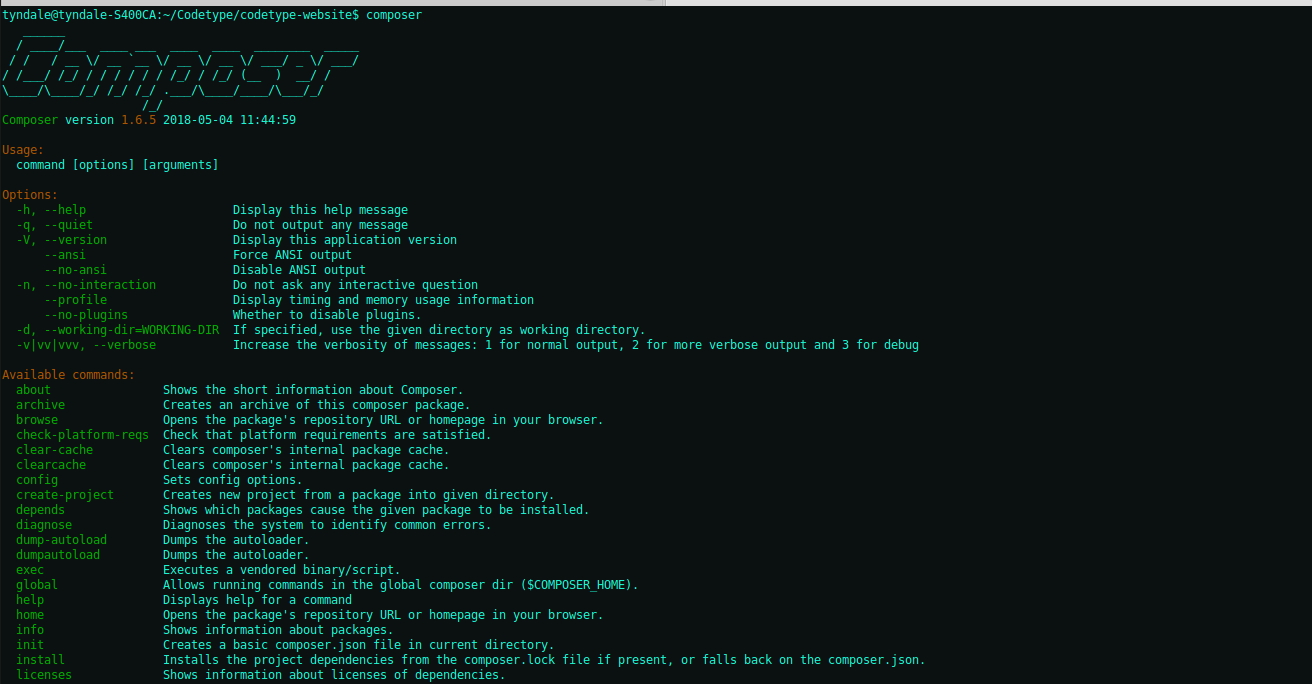 tyndale@tyndale-S400CA:~/Codetype/codetype-website$ composer
   ______
  / ____/___  ____ ___  ____  ____  ________  _____
 / /   / __ \/ __ `__ \/ __ \/ __ \/ ___/ _ \/ ___/
/ /___/ /_/ / / / / / / /_/ / /_/ (__  )  __/ /
\____/\____/_/ /_/ /_/ .___/\____/____/\___/_/
                    /_/
Composer version 1.6.5 2018-05-04 11:44:59

Usage:
  command [options] [arguments]

Options:
  -h, --help                     Display this help message
  -q, --quiet                    Do not output any message
  -V, --version                  Display this application version
      --ansi                     Force ANSI output
      --no-ansi                  Disable ANSI output
  -n, --no-interaction           Do not ask any interactive question
      --profile                  Display timing and memory usage information
      --no-plugins               Whether to disable plugins.
  -d, --working-dir=WORKING-DIR  If specified, use the given directory as working directory.
  -v|vv|vvv, --verbose           Increase the verbosity of messages: 1 for normal output, 2 for more verbose output and 3 for debug

Available commands:
  about                Shows the short information about Composer.
  archive              Creates an archive of this composer package.
  browse               Opens the package's repository URL or homepage in your browser.
  check-platform-reqs  Check that platform requirements are satisfied.
  clear-cache          Clears composer's internal package cache.
  clearcache           Clears composer's internal package cache.
  config               Sets config options.
  create-project       Creates new project from a package into given directory.
  depends              Shows which packages cause the given package to be installed.
  diagnose             Diagnoses the system to identify common errors.
  dump-autoload        Dumps the autoloader.
  dumpautoload         Dumps the autoloader.
  exec                 Executes a vendored binary/script.
  global               Allows running commands in the global composer dir ($COMPOSER_HOME).
  help                 Displays help for a command
  home                 Opens the package's repository URL or homepage in your browser.
  info                 Shows information about packages.
  init                 Creates a basic composer.json file in current directory.
  install              Installs the project dependencies from the composer.lock file if present, or falls back on the composer.json.
  licenses             Shows information about licenses of dependencies.